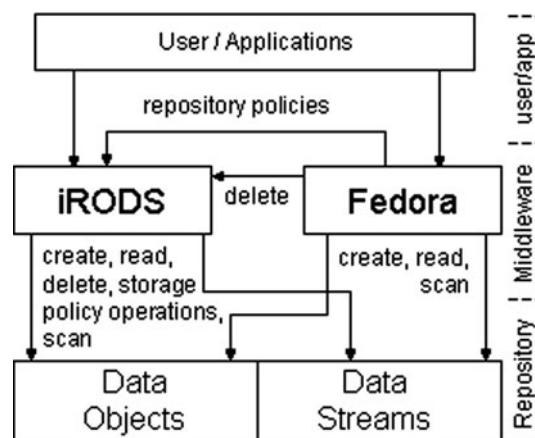 User / Applications
user/app
repository policies
iRODS
delete
Fedora
Middleware
create, read,
delete, storage
policy operations,
scan
create, read,
scan
Repository
Data
Objects
Data
Streams